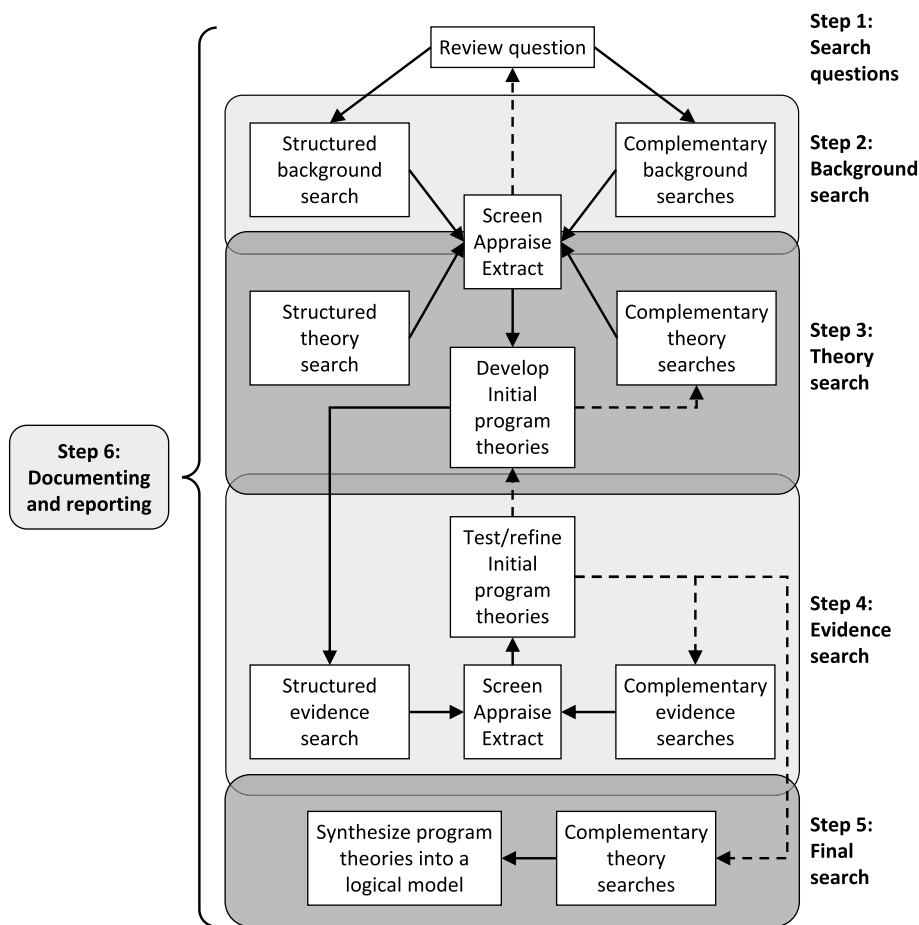 Step 1:
Search
questions
Review question
Step 2:
Background
search
Structured
background
search
Complementary
background
searches
Screen
Appraise
Extract
Step 3:
Theory
search
Structured
theory
search
Complementary
theory
searches
Develop
Initial
program
theories
Step 6:
Documenting
and reporting
Test/refine
Initial
program
theories
Step 4:
Evidence
search
Structured
evidence
search
Screen
Appraise
Extract
Complementary
evidence
searches
Step 5:
Final
search
Synthesize program
theories into a
logical model
Complementary
theory
searches